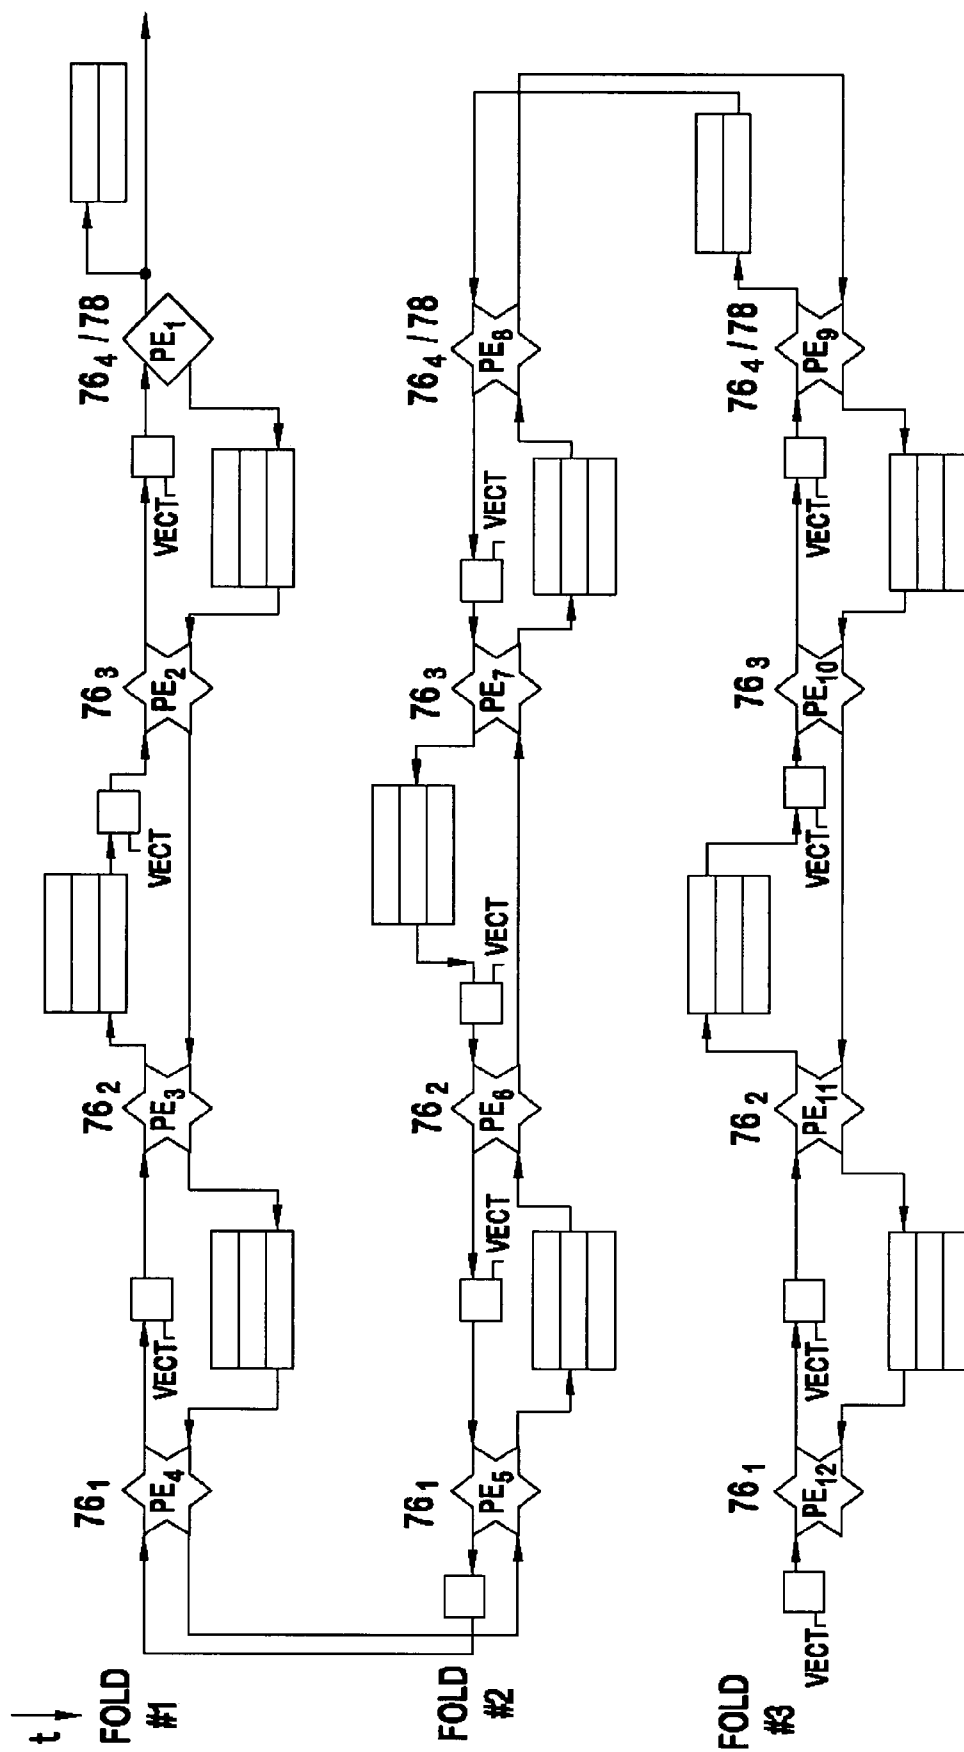 t
FOLD #1
76₁
PE₄
VECT
76₂
PE₃
VECT
76₃
PE₂
VECT
76₄/78
PE₁
FOLD #2
76₁
PE₅
VECT
76₂
PE₆
VECT
76₃
PE₇
VECT
76₄/78
PE₈
FOLD #3
VECT
76₁
PE₁₂
VECT
76₂
PE₁₁
VECT
76₃
PE₁₀
VECT
76₄/78
PE₉